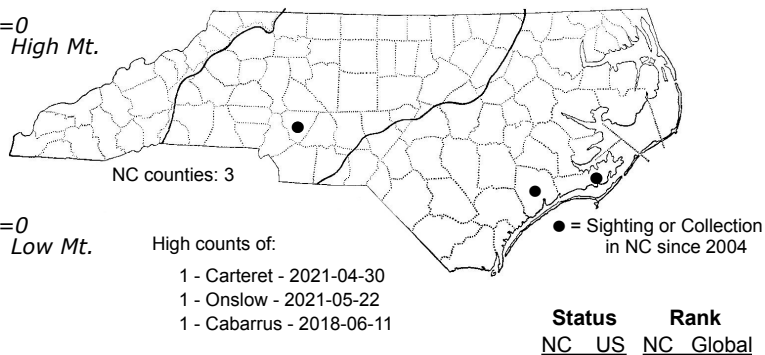 =0
High Mt.
NC counties: 3
=0
Low Mt.
High counts of:
1 - Carteret - 2021-04-30
1 - Onslow - 2021-05-22
1 - Cabarrus - 2018-06-11
● = Sighting or Collection
in NC since 2004
Status Rank
NC US NC Global